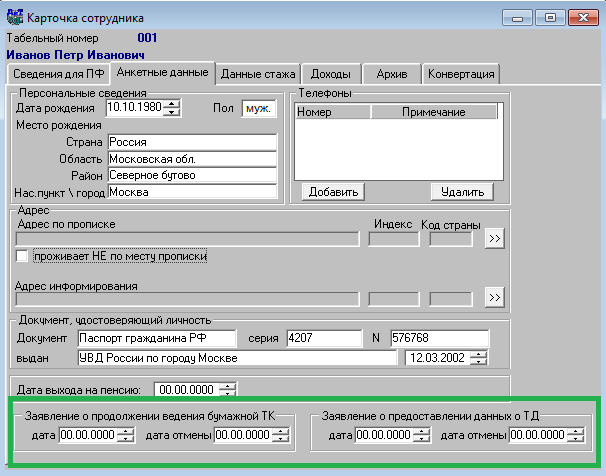 Карточка сотрудника
Табельный номер 001
Иванов Петр Иванович
Сведения для ПФ Анкетные данные Данные стажа Доходы Архив Конвертация
Персональные сведения
Дата рождения 10.10.1980 Пол муж.
Место рождения
Страна Россия
Область Московская обл.
Район Северное бутово
Нас.пункт \ город Москва
Телефоны
Номер Примечание
Добавить Удалить
Адрес
Адрес по прописке Индекс Код страны
>>
проживает НЕ по месту прописки
Адрес информирования
>>
Документ, удостоверяющий личность
Документ Паспорт гражданина РФ серия 4207 N 576768
выдан УВД России по городу Москве 12.03.2002
Дата выхода на пенсию: 00.00.0000
Заявление о продолжении ведения бумажной ТК
дата 00.00.0000 дата отмены 00.00.0000
Заявление о предоставлении данных о ТД
дата 00.00.0000 дата отмены 00.00.0000